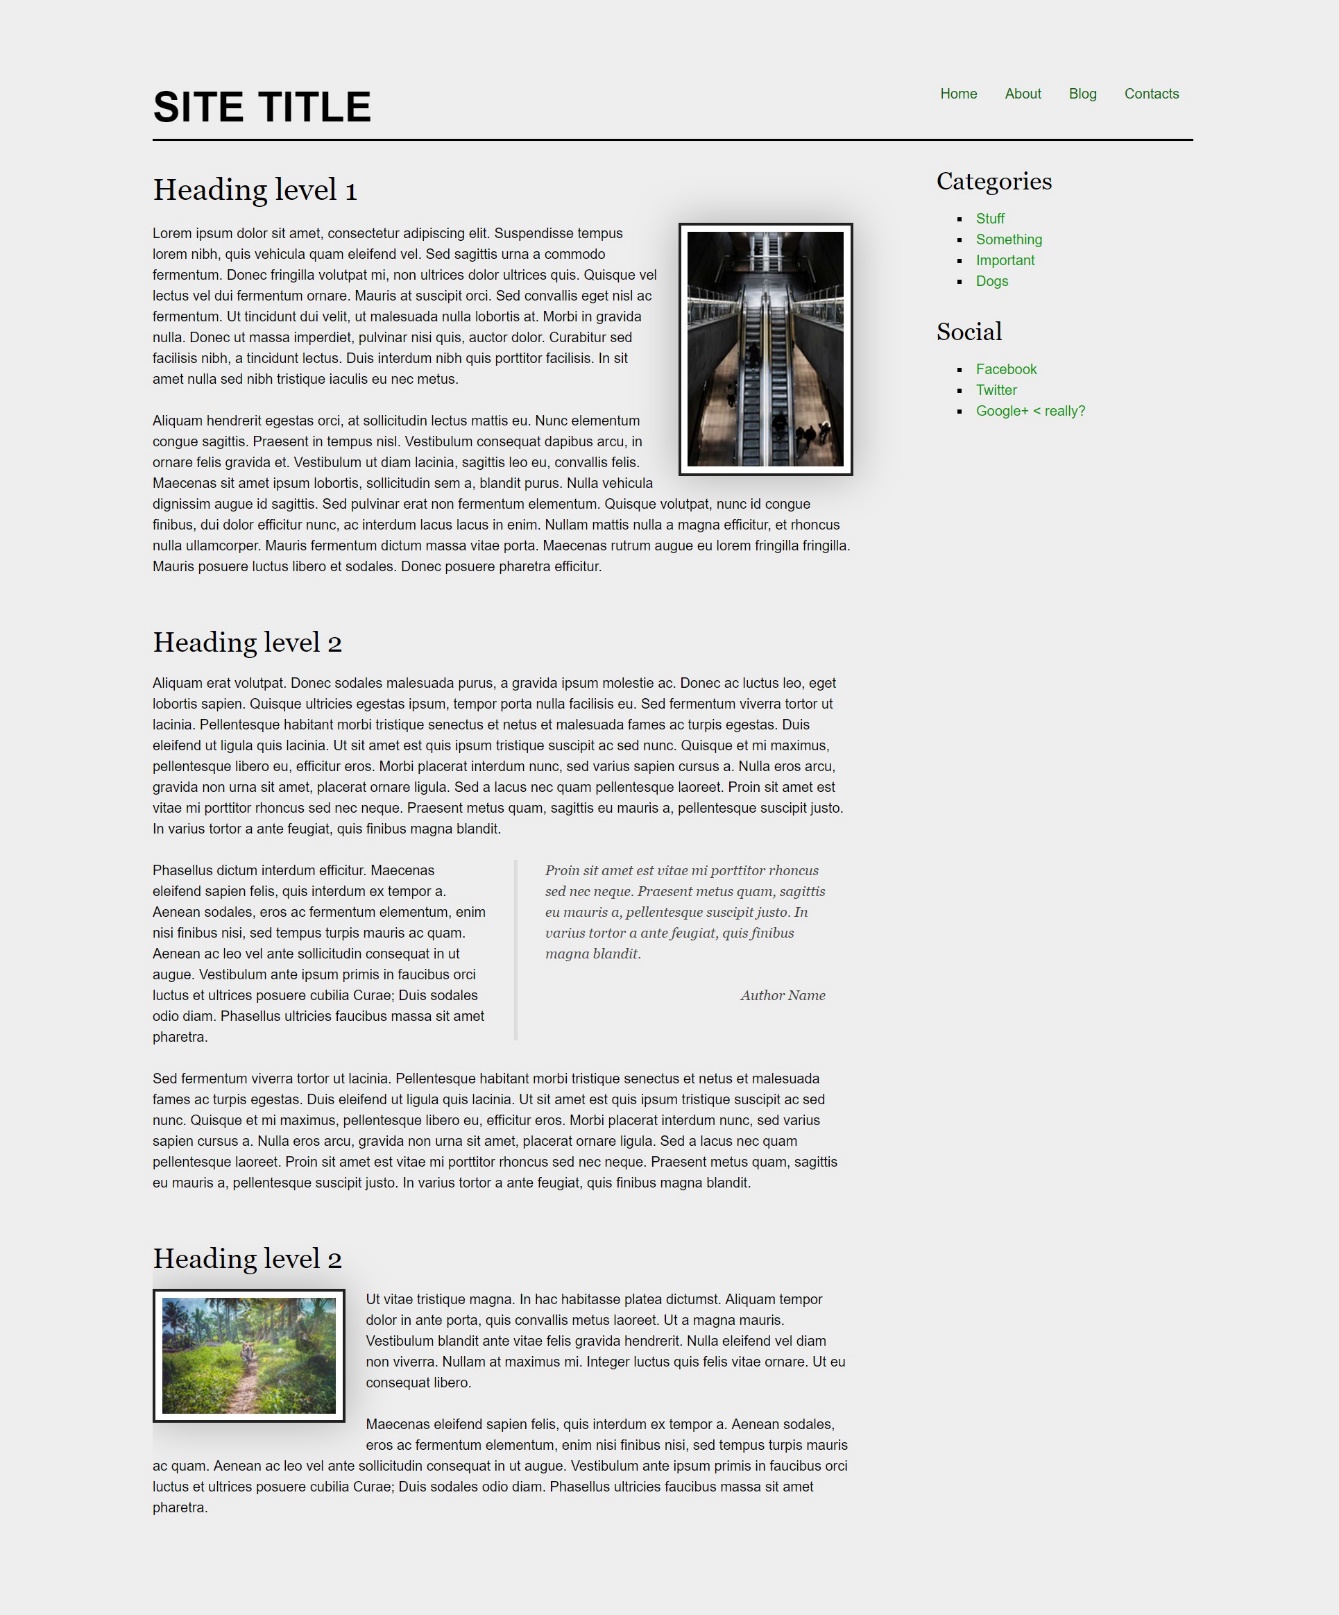 SITE TITLE
Home About Blog Contacts
Heading level 1
Lorem ipsum dolor sit amet, consectetur adipiscing elit. Suspendisse tempus
lorem nibh, quis vehicula quam eleifend vel. Sed sagittis urna a commodo
fermentum. Donec fringilla volutpat mi, non ultrices dolor ultrices quis. Quisque vel
lectus vel dui fermentum ornare. Mauris at suscipit orci. Sed convallis eget nisl ac
fermentum. Ut tincidunt dui velit, ut malesuada nulla lobortis at. Morbi in gravida
nulla. Donec ut massa imperdiet, pulvinar nisi quis, auctor dolor. Curabitur sed
facilisis nibh, a tincidunt lectus. Duis interdum nibh quis porttitor facilisis. In sit
amet nulla sed nibh tristique iaculis eu nec metus.
Aliquam hendrerit egestas orci, at sollicitudin lectus mattis eu. Nunc elementum
congue sagittis. Praesent in tempus nisl. Vestibulum consequat dapibus arcu, in
ornare felis gravida et. Vestibulum ut diam lacinia, sagittis leo eu, convallis felis.
Maecenas sit amet ipsum lobortis, sollicitudin sem a, blandit purus. Nulla vehicula
dignissim augue id sagittis. Sed pulvinar erat non fermentum elementum. Quisque volutpat, nunc id congue
finibus, dui dolor efficitur nunc, ac interdum lacus lacus in enim. Nullam mattis nulla a magna efficitur, et rhoncus
nulla ullamcorper. Mauris fermentum dictum massa vitae porta. Maecenas rutrum augue eu lorem fringilla fringilla.
Mauris posuere luctus libero et sodales. Donec posuere pharetra efficitur.
Heading level 2
Aliquam erat volutpat. Donec sodales malesuada purus, a gravida ipsum molestie ac. Donec ac luctus leo, eget
lobortis sapien. Quisque ultricies egestas ipsum, tempor porta nulla facilisis eu. Sed fermentum viverra tortor ut
lacinia. Pellentesque habitant morbi tristique senectus et netus et malesuada fames ac turpis egestas. Duis
eleifend ut ligula quis lacinia. Ut sit amet est quis ipsum tristique suscipit ac sed nunc. Quisque et mi maximus,
pellentesque libero eu, efficitur eros. Morbi placerat interdum nunc, sed varius sapien cursus a. Nulla eros arcu,
gravida non urna sit amet, placerat ornare ligula. Sed a lacus nec quam pellentesque laoreet. Proin sit amet est
vitae mi porttitor rhoncus sed nec neque. Praesent metus quam, sagittis eu mauris a, pellentesque suscipit justo.
In varius tortor a ante feugiat, quis finibus magna blandit.
Phasellus dictum interdum efficitur. Maecenas
eleifend sapien felis, quis interdum ex tempor a.
Aenean sodales, eros ac fermentum elementum, enim
nisi finibus nisi, sed tempus turpis mauris ac quam.
Aenean ac leo vel ante sollicitudin consequat in ut
augue. Vestibulum ante ipsum primis in faucibus orci
luctus et ultrices posuere cubilia Curae; Duis sodales
odio diam. Phasellus ultricies faucibus massa sit amet
pharetra.
Proin sit amet est vitae mi porttitor rhoncus
sed nec neque. Praesent metus quam, sagittis
eu mauris a, pellentesque suscipit justo. In
varius tortor a ante feugiat, quis finibus
magna blandit.
Author Name
Sed fermentum viverra tortor ut lacinia. Pellentesque habitant morbi tristique senectus et netus et malesuada
fames ac turpis egestas. Duis eleifend ut ligula quis lacinia. Ut sit amet est quis ipsum tristique suscipit ac sed
nunc. Quisque et mi maximus, pellentesque libero eu, efficitur eros. Morbi placerat interdum nunc, sed varius
sapien cursus a. Nulla eros arcu, gravida non urna sit amet, placerat ornare ligula. Sed a lacus nec quam
pellentesque laoreet. Proin sit amet est vitae mi porttitor rhoncus sed nec neque. Praesent metus quam, sagittis
eu mauris a, pellentesque suscipit justo. In varius tortor a ante feugiat, quis finibus magna blandit.
Heading level 2
Ut vitae tristique magna. In hac habitasse platea dictumst. Aliquam tempor
dolor in ante porta, quis convallis metus laoreet. Ut a magna mauris.
Vestibulum blandit ante vitae felis gravida hendrerit. Nulla eleifend vel diam
non viverra. Nullam at maximus mi. Integer luctus quis felis vitae ornare. Ut eu
consequat libero.
Maecenas eleifend sapien felis, quis interdum ex tempor a. Aenean sodales,
eros ac fermentum elementum, enim nisi finibus nisi, sed tempus turpis mauris
ac quam. Aenean ac leo vel ante sollicitudin consequat in ut augue. Vestibulum ante ipsum primis in faucibus orci
luctus et ultrices posuere cubilia Curae; Duis sodales odio diam. Phasellus ultricies faucibus massa sit amet
pharetra.
Categories
Stuff
Something
Important
Dogs
Social
Facebook
Twitter
Google+ < really?